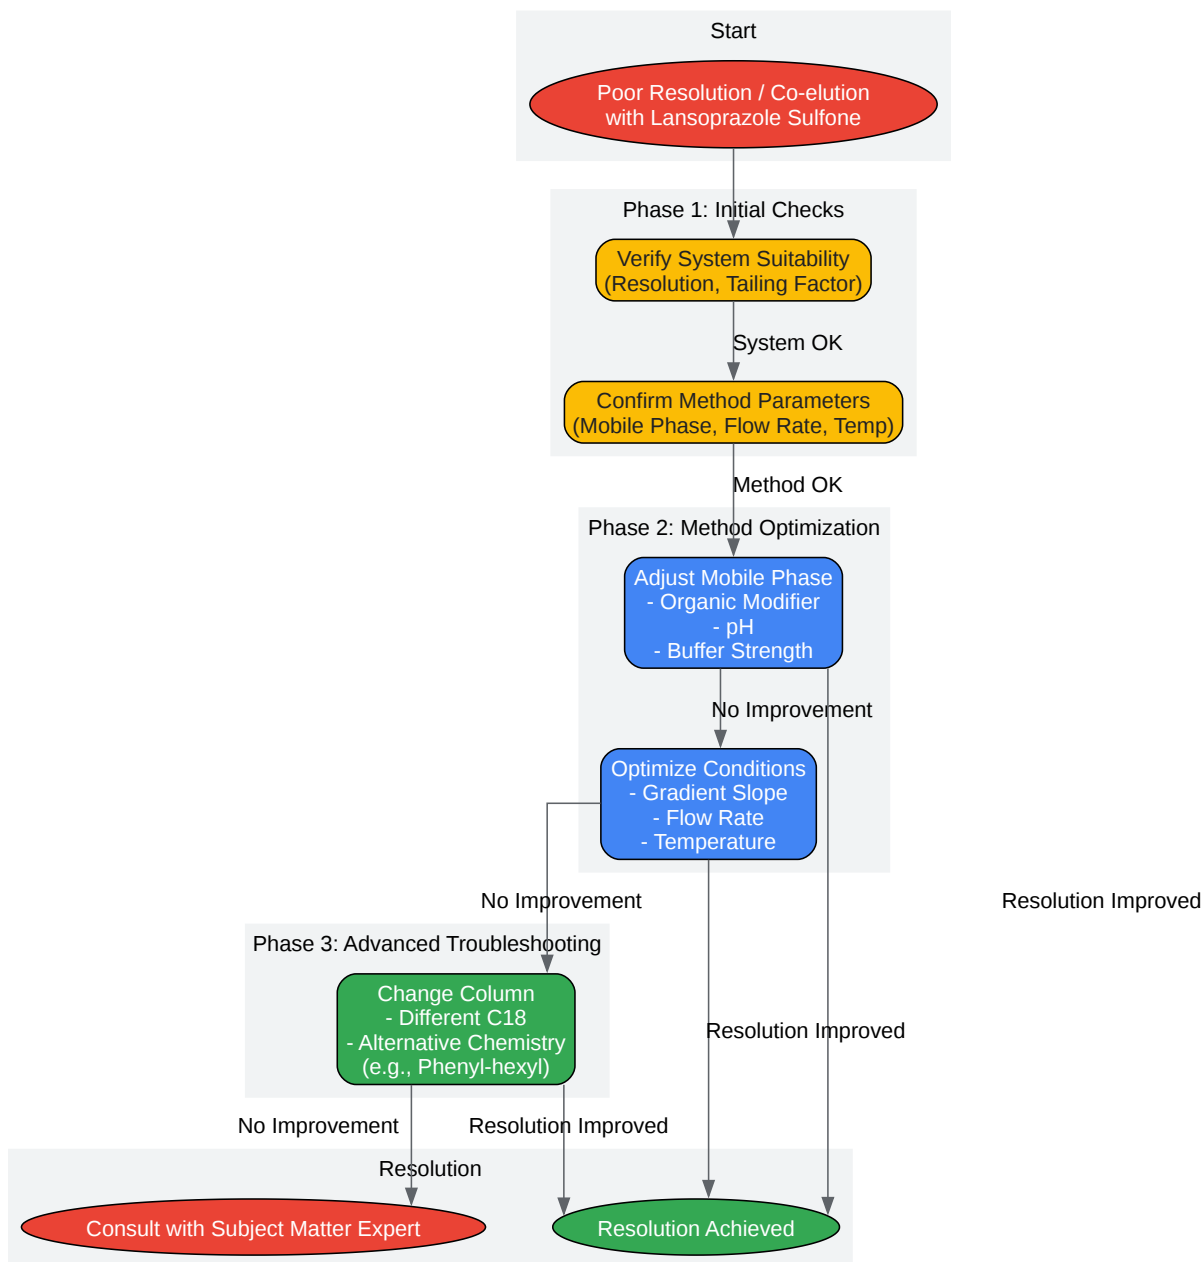 Start
Poor Resolution / Co-elution
with Lansoprazole Sulfone
Phase 1: Initial Checks
Verify System Suitability
(Resolution, Tailing Factor)
System OK
Confirm Method Parameters
(Mobile Phase, Flow Rate, Temp)
Method OK
Phase 2: Method Optimization
Adjust Mobile Phase
- Organic Modifier
- pH
- Buffer Strength
No Improvement
Optimize Conditions
- Gradient Slope
- Flow Rate
- Temperature
No Improvement
Resolution Improved
Phase 3: Advanced Troubleshooting
Change Column
- Different C18
- Alternative Chemistry
(e.g., Phenyl-hexyl)
Resolution Improved
No Improvement
Resolution Improved
Resolution
Consult with Subject Matter Expert
Resolution Achieved